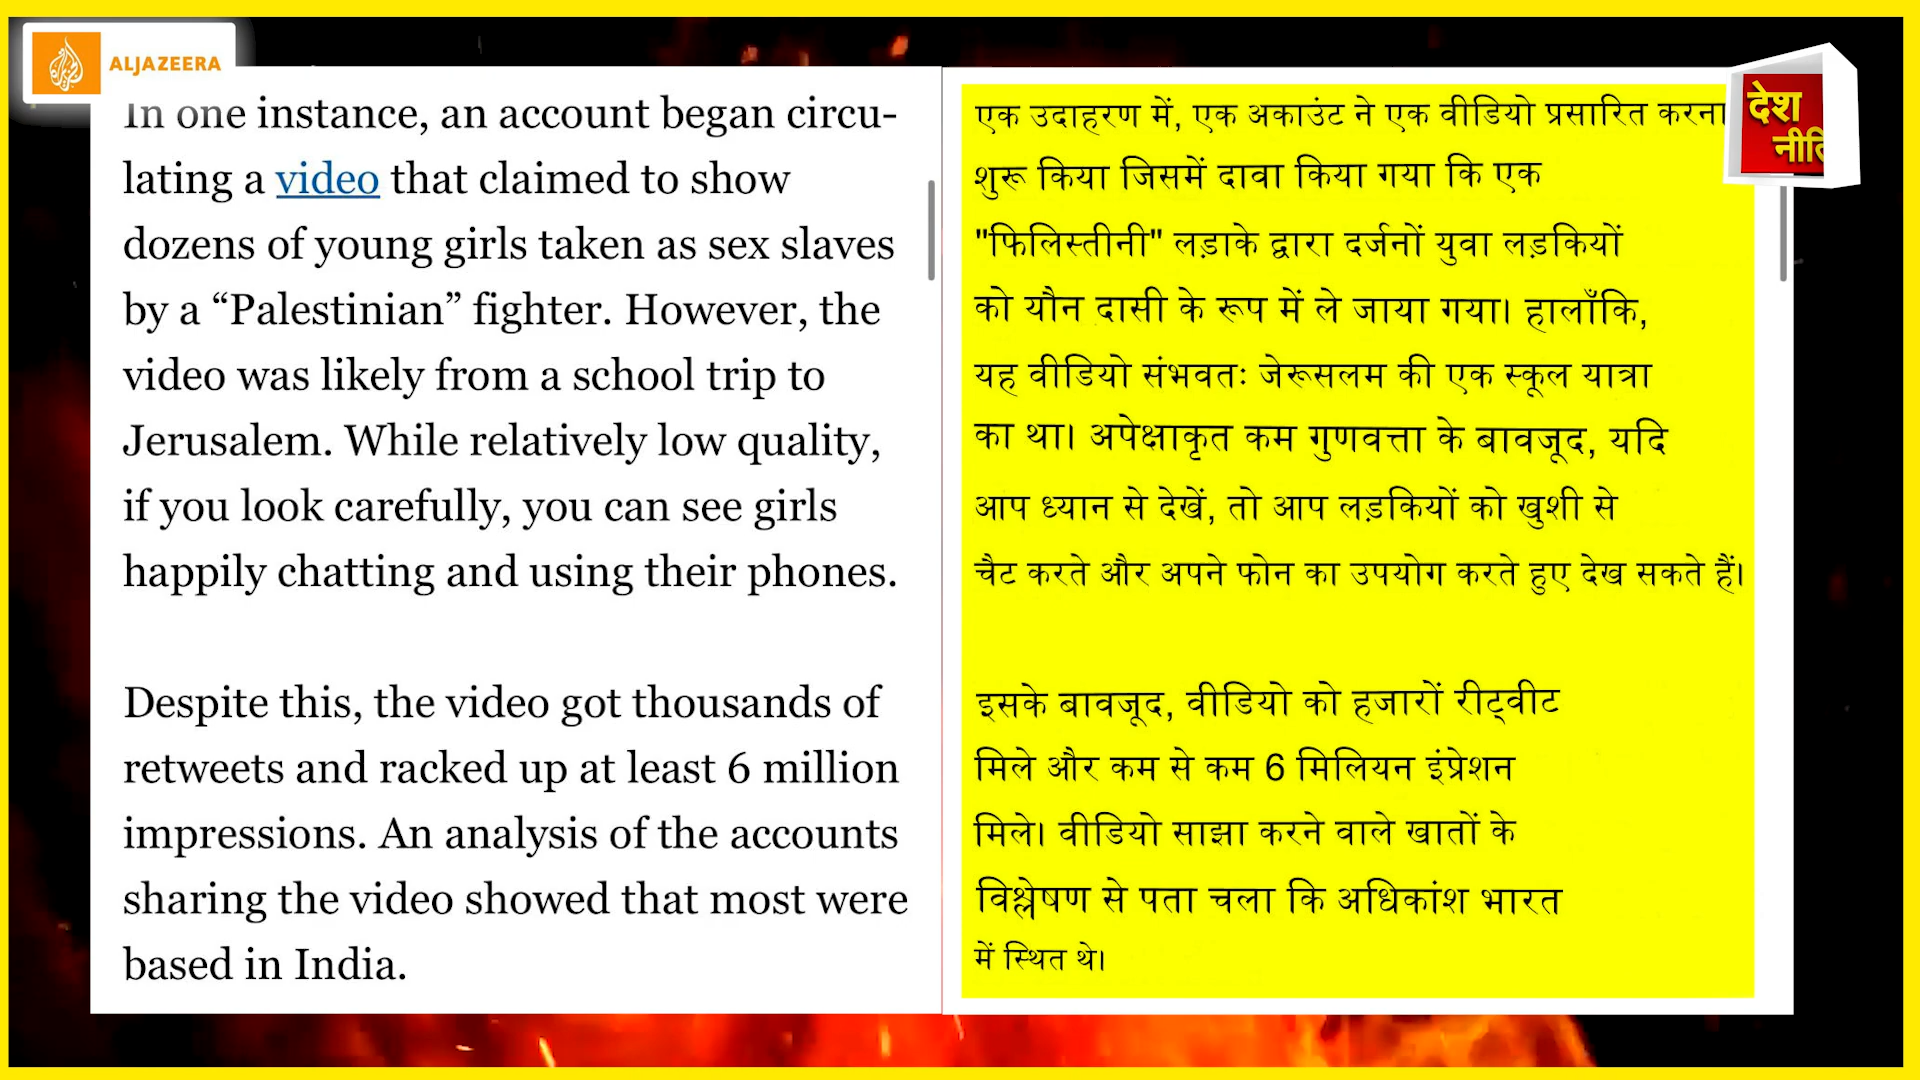 ALJAZEERA
In one instance, an account began circu-
lating a video that claimed to show
dozens of young girls taken as sex slaves
by a “Palestinian” fighter. However, the
video was likely from a school trip to
Jerusalem. While relatively low quality,
if you look carefully, you can see girls
happily chatting and using their phones.
Despite this, the video got thousands of
retweets and racked up at least 6 million
impressions. An analysis of the accounts
sharing the video showed that most were
based in India.
एक उदाहरण में, एक अकाउंट ने एक वीडियो प्रसारित करना
शुरू किया जिसमें दावा किया गया कि एक
"फिलिस्तीनी" लड़ाके द्वारा दर्जनों युवा लड़कियों
को यौन दासी के रूप में ले जाया गया। हालाँकि,
यह वीडियो संभवतः जेरूसलम की एक स्कूल यात्रा
का था। अपेक्षाकृत कम गुणवत्ता के बावजूद, यदि
आप ध्यान से देखें, तो आप लड़कियों को खुशी से
चैट करते और अपने फोन का उपयोग करते हुए देख सकते हैं।
इसके बावजूद, वीडियो को हजारों रीट्वीट
मिले और कम से कम 6 मिलियन इंप्रेशन
मिले। वीडियो साझा करने वाले खातों के
विश्लेषण से पता चला कि अधिकांश भारत
में स्थित थे।
देश
नीति